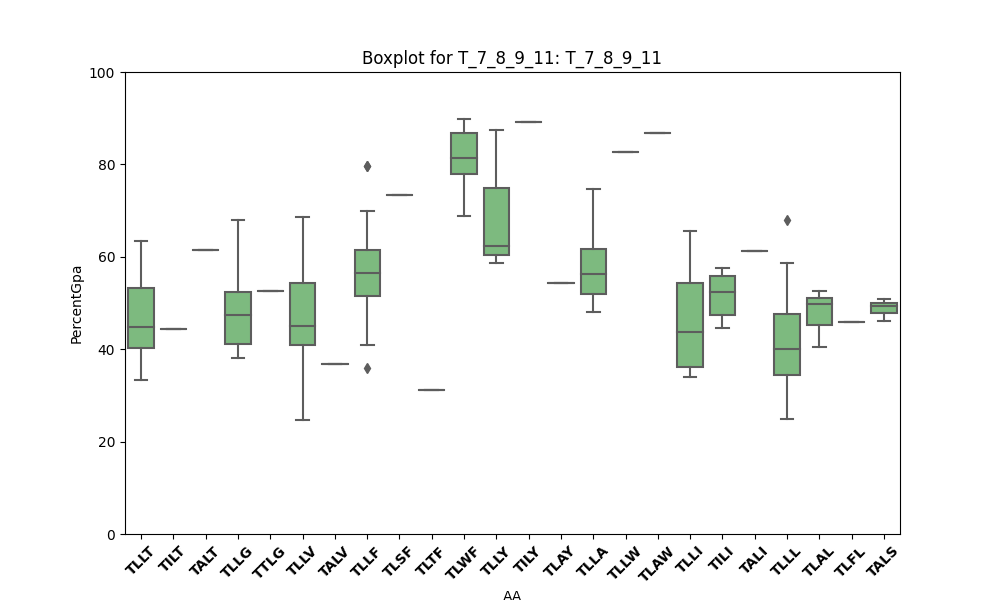 Boxplot for T_7_8_9_11: T_7_8_9_11
PercentGpa
100
80
60
40
20
0
TLLT TILT TALT TLLG TTLG TLLV TALV TLLF TLSF TLTF TLWF TLLY TILY TLAY TLLA TLLW TLAW TLLI TILI TALI TLLL TLAL TLFL TALS
AA